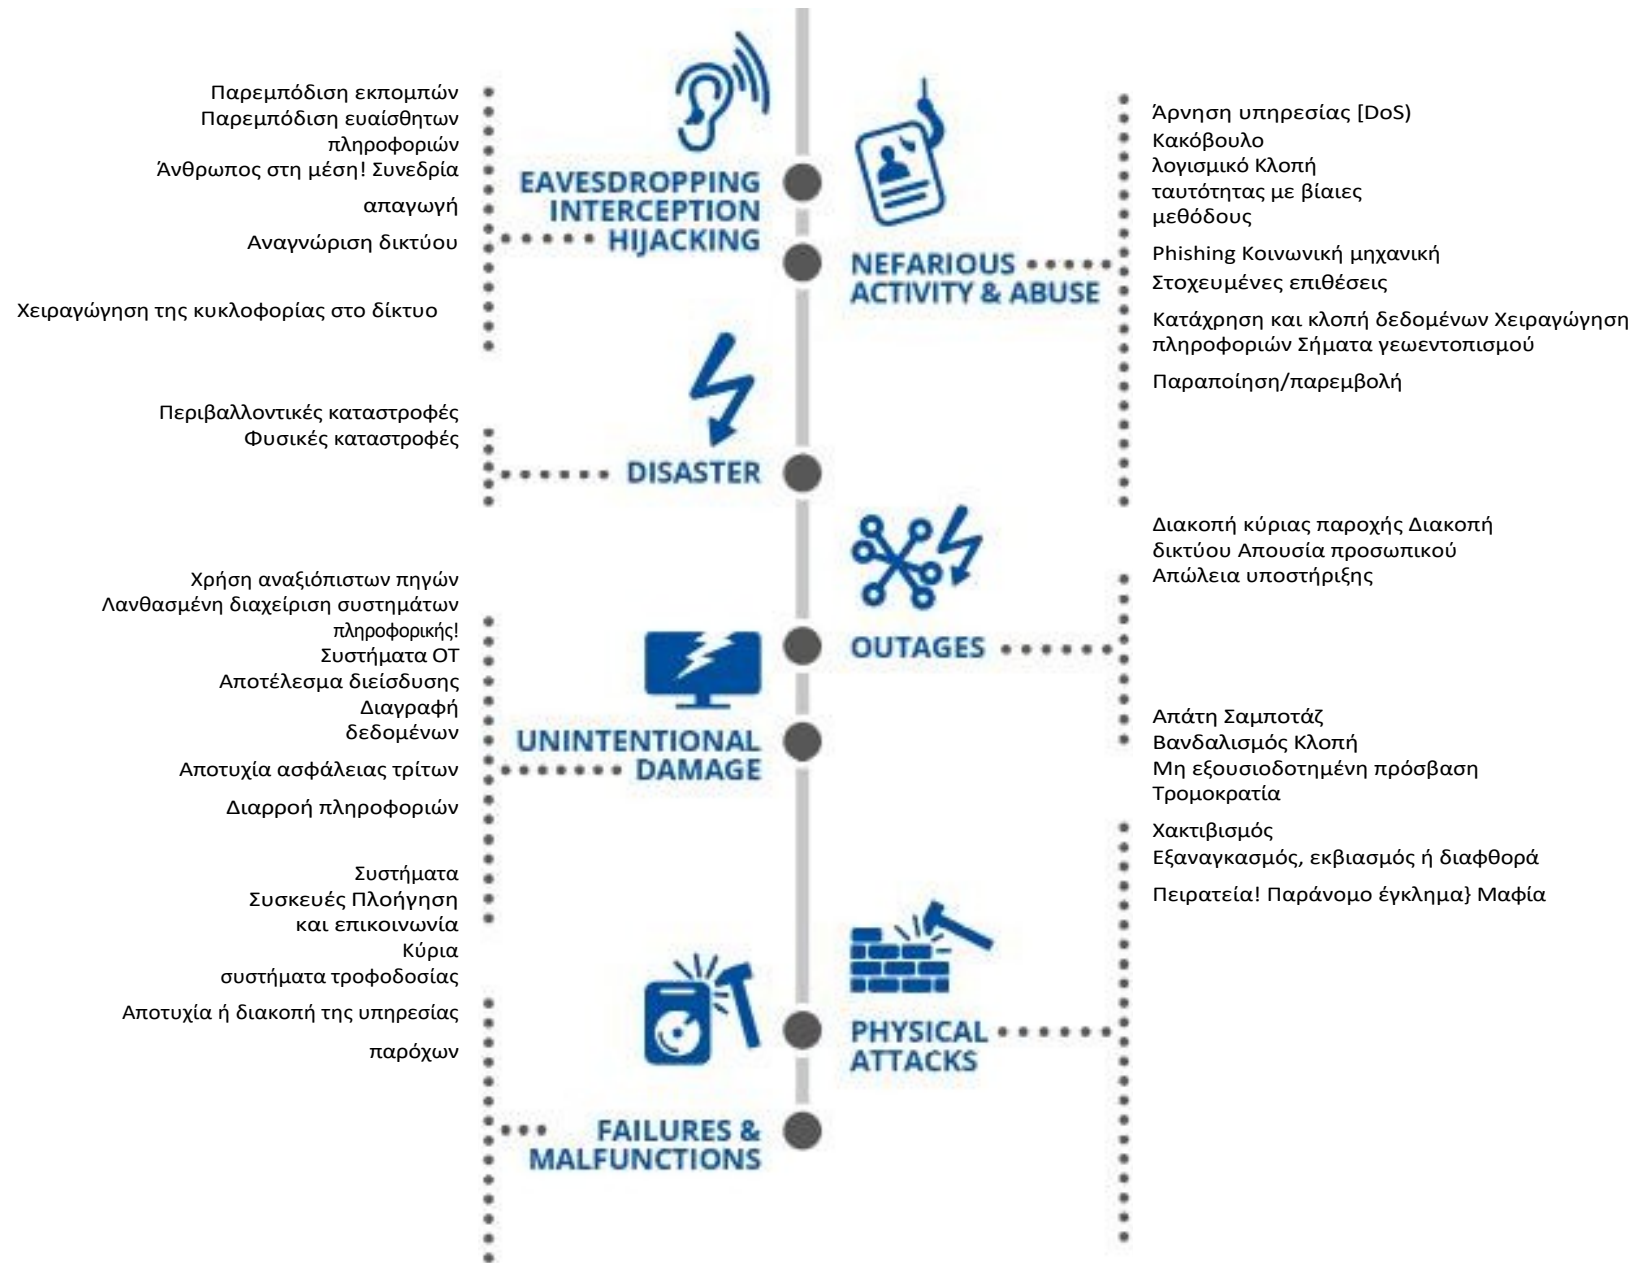 Παρεμπόδιση εκπομπών
Παρεμπόδιση ευαίσθητων
πληροφοριών
Άνθρωπος στη μέση! Συνεδρία
απαγωγή
Αναγνώριση δικτύου
Χειραγώγηση της κυκλοφορίας στο δίκτυο
EAVESDROPPING
INTERCEPTION
HIJACKING
Άρνηση υπηρεσίας [DoS)
Κακόβουλο
λογισμικό Κλοπή
ταυτότητας με βίαιες
μεθόδους
Phishing Κοινωνική μηχανική
Στοχευμένες επιθέσεις
Κατάχρηση και κλοπή δεδομένων Χειραγώγηση
πληροφοριών Σήματα γεωεντοπισμού
Παραποίηση/παρεμβολή
NEFARIOUS
ACTIVITY & ABUSE
Περιβαλλοντικές καταστροφές
Φυσικές καταστροφές
DISASTER
Διακοπή κύριας παροχής Διακοπή
δικτύου Απουσία προσωπικού
Απώλεια υποστήριξης
OUTAGES
Χρήση αναξιόπιστων πηγών
Λανθασμένη διαχείριση συστημάτων
πληροφορικής!
Συστήματα OT
Αποτέλεσμα διείσδυσης
Διαγραφή
δεδομένων
Αποτυχία ασφάλειας τρίτων
Διαρροή πληροφοριών
UNINTENTIONAL
DAMAGE
Απάτη Σαμποτάζ
Βανδαλισμός Κλοπή
Μη εξουσιοδοτημένη πρόσβαση
Τρομοκρατία
Χακτιβισμός
Εξαναγκασμός, εκβιασμός ή διαφθορά
Πειρατεία! Παράνομο έγκλημα} Μαφία
PHYSICAL
ATTACKS
Συστήματα
Συσκευές Πλοήγηση
και επικοινωνία
Κύρια
συστήματα τροφοδοσίας
Αποτυχία ή διακοπή της υπηρεσίας
παρόχων
FAILURES &
MALFUNCTIONS